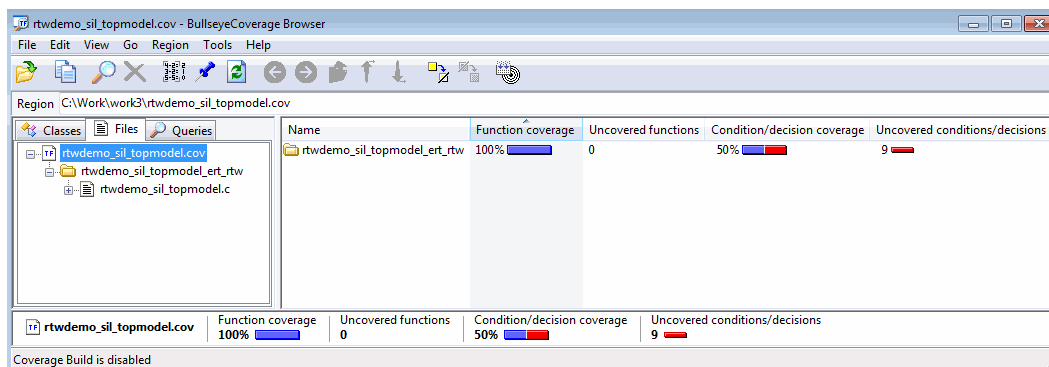 rtwdemo_sil_topmodel.cov - BullseyeCoverage Browser
File Edit View Go Region Tools Help
Region C:\Work\work3\rtwdemo_sil_topmodel.cov
Classes Files Queries
Name Function coverage Uncovered functions Condition/decision coverage Uncovered conditions/decisions
rtwdemo_sil_topmodel.cov
rtwdemo_sil_topmodel_ert_rtw 100% 0 50% 9
rtwdemo_sil_topmodel_ert_rtw
rtwdemo_sil_topmodel.c
rtwdemo_sil_topmodel.cov
Function coverage Uncovered functions Condition/decision coverage Uncovered conditions/decisions
100% 0 50% 9
Coverage Build is disabled